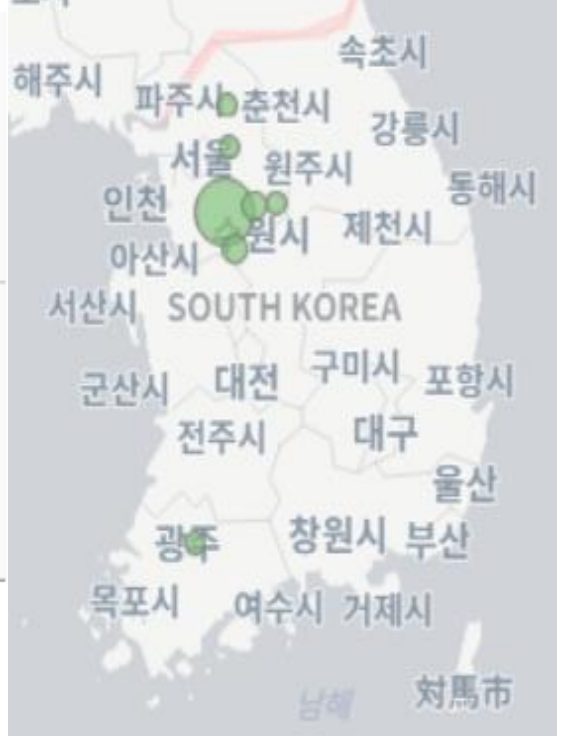 속초시
해주시
파주시 춘천시
강릉시
서울 원주시
동해시
인천
수원시 제천시
아산시
서산시 SOUTH KOREA
구미시
군산시 대전 포항시
전주시 대구
울산
광주 창원시 부산
목포시 여수시 거제시
남해 対馬市